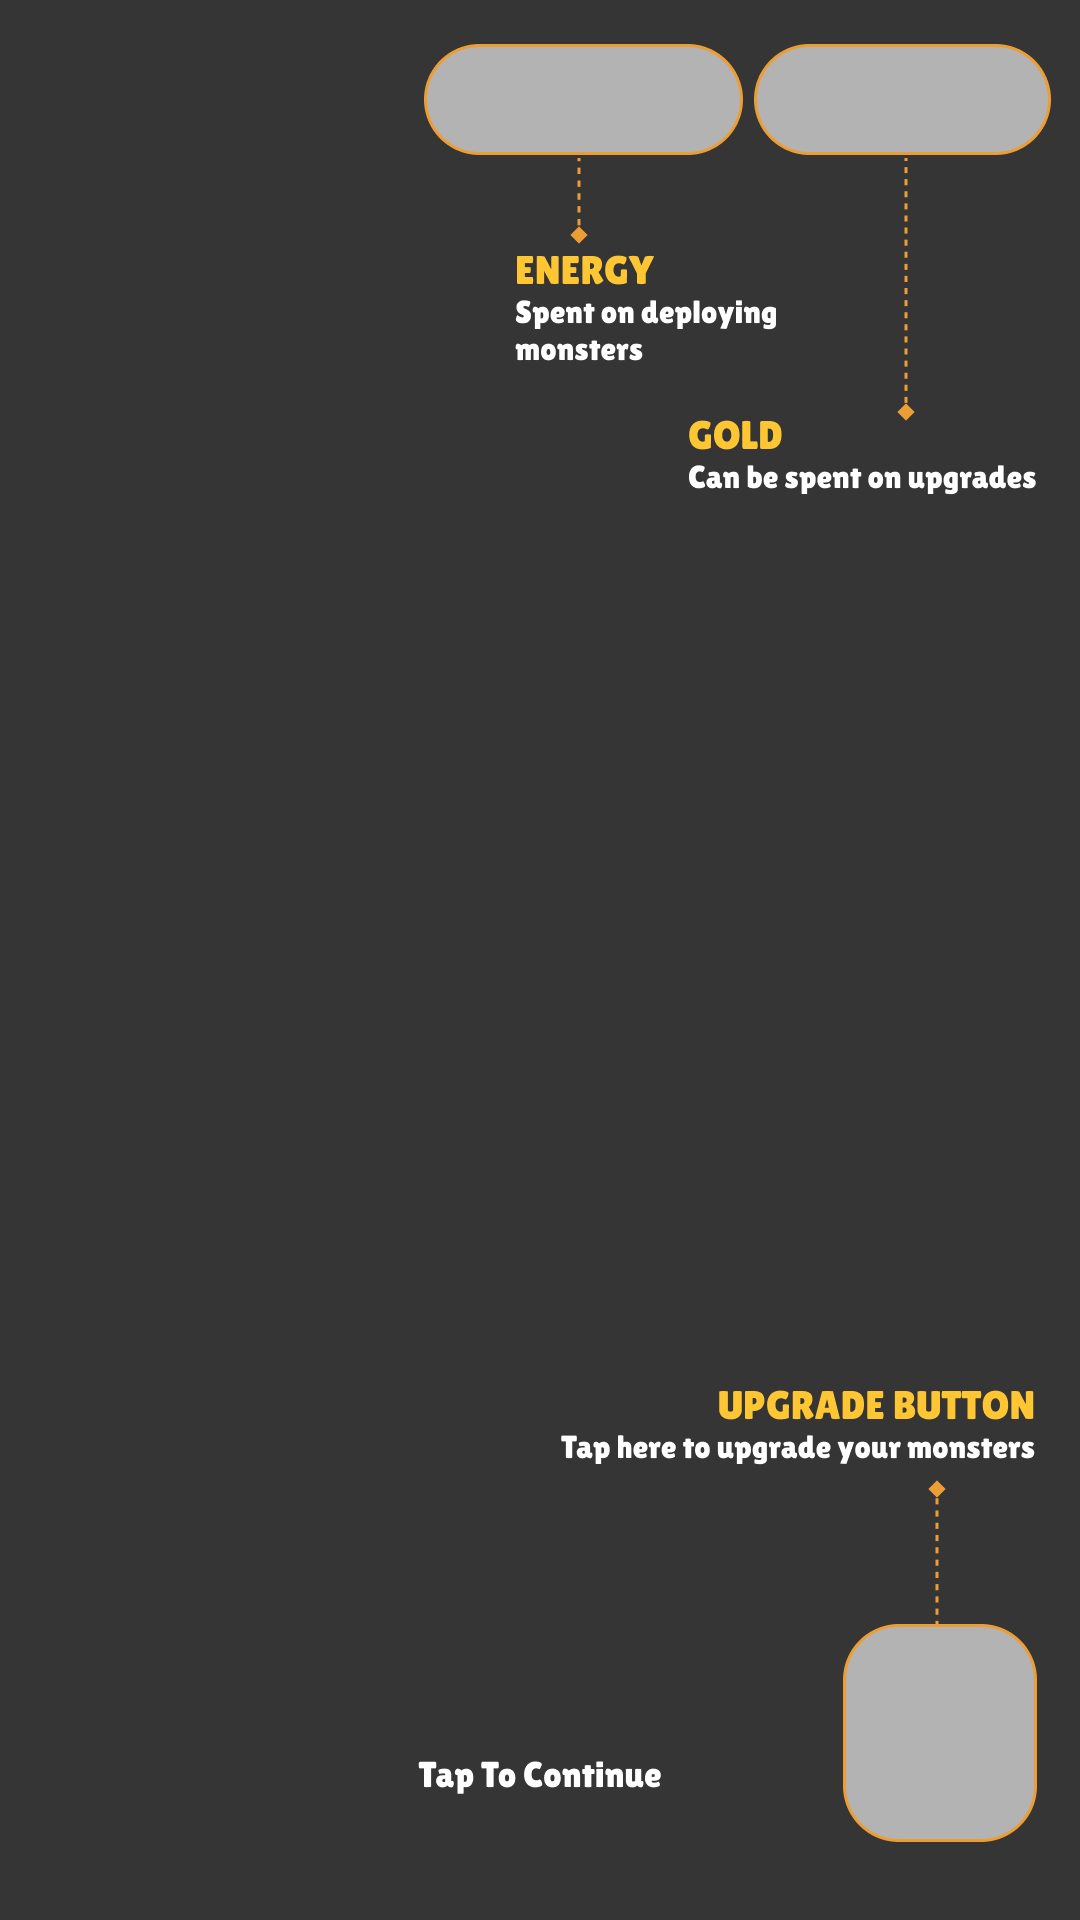 ENERGY
Spent on deploying
monsters
GOLD
Can be spent on upgrades
UPGRADE BUTTON
Tap here to upgrade your monsters
Tap To Continue